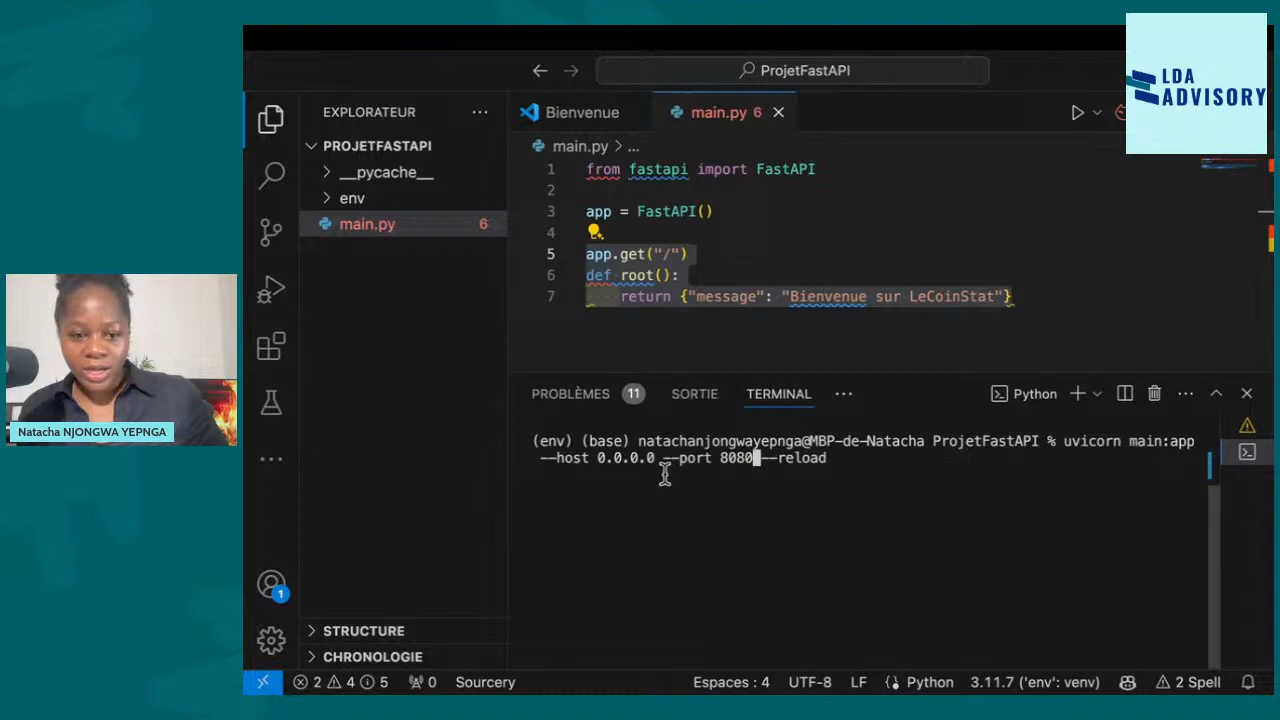 ProjetFastAPI
LDA
ADVISORY
EXPLORATEUR
Bienvenue
main.py 6
PROJETFASTAPI
main.py > ...
__pycache__
env
main.py 6
1 from fastapi import FastAPI
2
3 app = FastAPI()
4
5 app.get("/")
6 def root():
7 return {"message": "Bienvenue sur LeCoinStat"}
Natacha NJONGWA YEPNGA
PROBLÈMES 11 SORTIE TERMINAL
Python
(env) (base) natachanjongwayepnga@MBP-de-Natacha ProjetFastAPI % uvicorn main:app
--host 0.0.0.0 --port 8080 --reload
1
STRUCTURE
CHRONOLOGIE
2 4 5 0 Sourcery Espaces : 4 UTF-8 LF Python 3.11.7 ('env': venv) 2 Spell